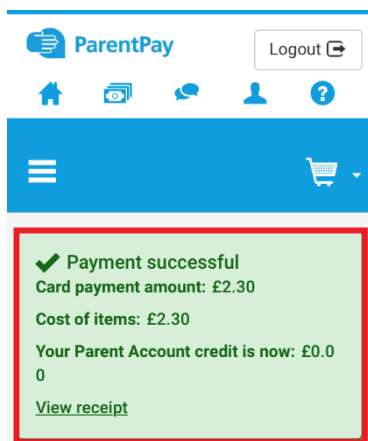 ParentPay
Logout
?
Payment successful
Card payment amount: £2.30
Cost of items: £2.30
Your Parent Account credit is now: £0.0
0
View receipt